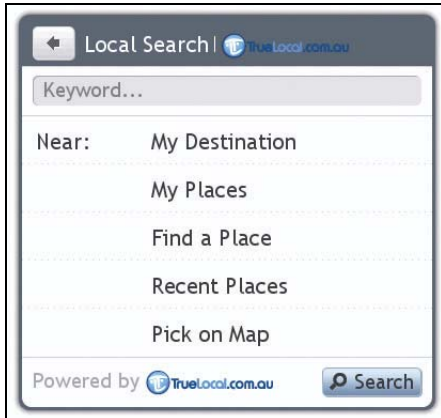 Local Search | TrueLocal.com.au
Keyword...
Near: My Destination
My Places
Find a Place
Recent Places
Pick on Map
Powered by TrueLocal.com.au Search